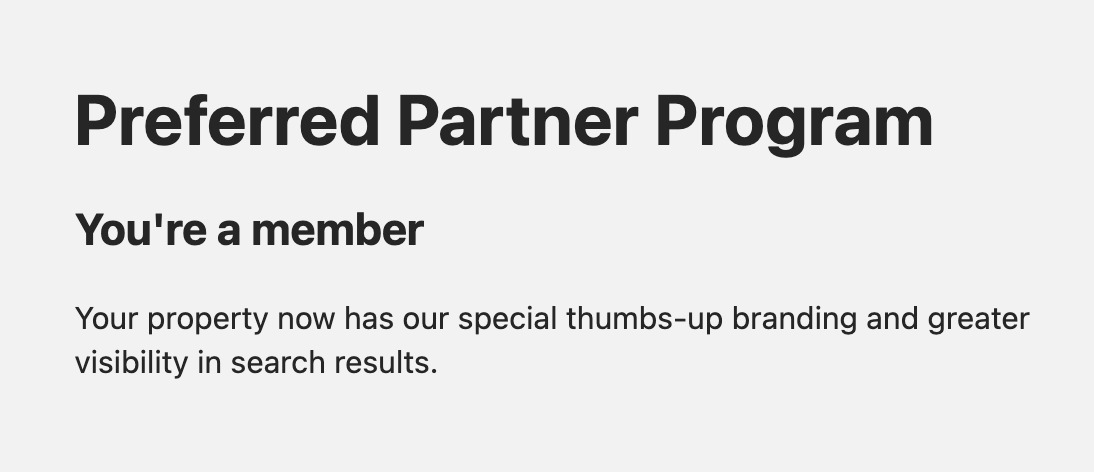 Preferred Partner Program
You're a member
Your property now has our special thumbs-up branding and greater
visibility in search results.